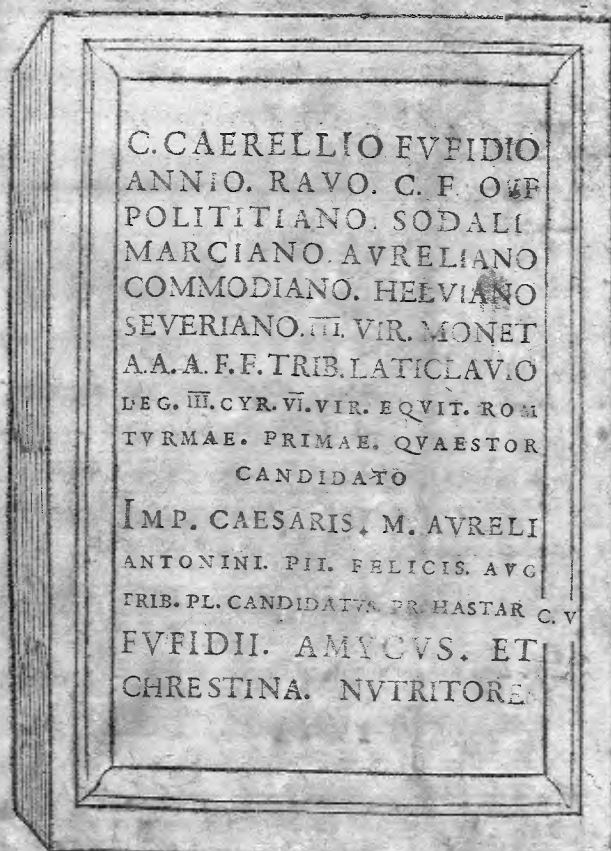 C. CAERELLIO FVFIDIO
ANNIO. RAVO. C. F. OVF
POLITITIANO. SODALI
MARCIANO. AVRELIANO
COMMODIANO. HELVIANO
SEVERIANO. III. VIR. MONET
A. A. A. F. F. TRIB. LATICLAVIO
LEG. III. CYR. VI. VIR. EQVIT. ROM
TVRMAE. PRIMAE. QVAESTOR
CANDIDATO
IMP. CAESARIS. M. AVRELI
ANTONINI. PII. FELICIS. AVG
TRIB. PL. CANDIDATVS. PR. HASTAR C. V
FVFIDII. AMYCVS. ET
CHRESTINA. NVTRITORE